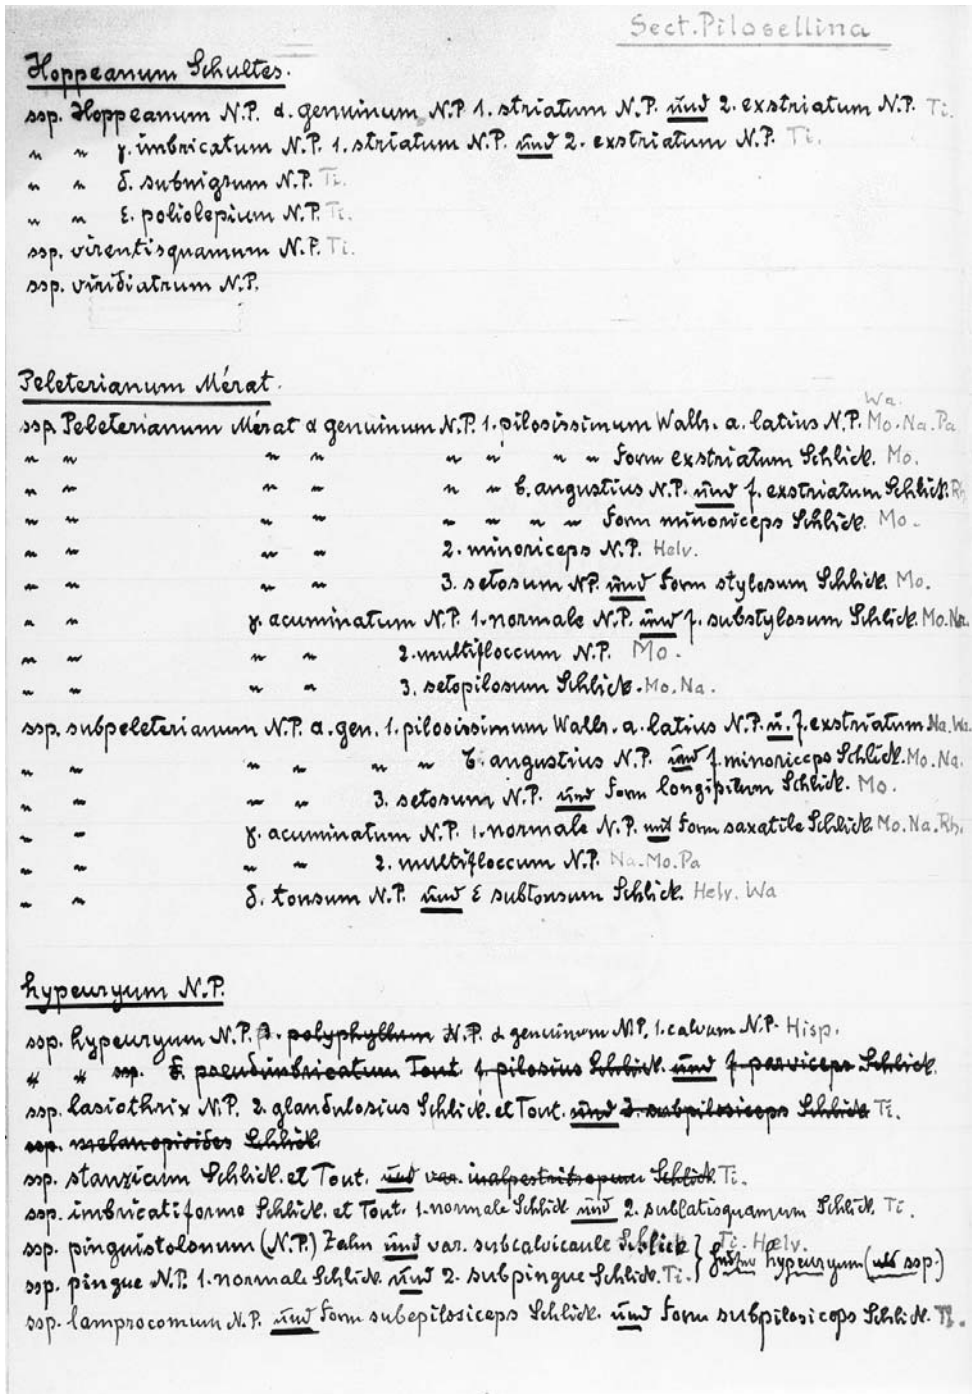 Sect. Pilosellina
Hoppeanum Schultes.
ssp. Hoppeanum N.P. α. genuinum N.P 1. striatum N.P. und 2. exstriatum N.P. Ti.
" " γ. imbricatum N.P. 1. striatum N.P. und 2. exstriatum N.P. Ti.
" " δ. subnigrum N.P. Ti.
" " ε. poliolepium N.P. Ti.
ssp. virentisquamum N.P. Ti.
ssp. viridiatrum N.P.
Peleterianum Mérat.
Wa.
ssp. Peleterianum Mérat α genuinum N.P. 1. pilosissimum Wallr. a. latius N.P. Mo. Na. Pa
" " " " " " " " Form exstriatum Schlick. Mo.
" " " " " " b. angustius N.P. und f. exstriatum Schlick. Rh
" " " " " " " " Form minoriceps Schlick. Mo.
" " " " 2. minoriceps N.P. Helv.
" " " " 3. setosum N.P. und Form stylosum Schlick. Mo.
" " γ. acuminatum N.P. 1. normale N.P. und f. substylosum Schlick. Mo. Na.
" " " " 2. multifloccum N.P. Mo.
" " " " 3. setopilosum Schlick. Mo. Na.
ssp. subpeleterianum N.P. α. gen. 1. pilosissimum Wallr. a. latius N.P. u. f. exstriatum Na. Wa.
" " " " " " b. angustius N.P. und f. minoriceps Schlick. Mo. Na.
" " " " 3. setosum N.P. und Form longipilum Schlick. Mo.
" " γ. acuminatum N.P. 1. normale N.P. und Form saxatile Schlick Mo. Na. Rh.
" " " " 2. multifloccum N.P. Na. Mo. Pa
" " δ. tonsum N.P. und ε subtonsum Schlick. Helv. Wa
hypeuryum N.P.
ssp. hypeuryum N.P. polyphyllum N.P. α genuinum N.P. 1. calvum N.P. Hisp.
" " ssp. pseudimbricatum Tout. f. pilosius Schlick. und f. parviceps Schlick
ssp. lasiothrix N.P. 2. glandulosius Schlick. et Tout. und 3. subpilosiceps Schlick Ti.
ssp. melanopioides Schlick
ssp. stanzicum Schlick. et Tout. und var. Schlick. Ti.
ssp. imbricatiforme Schlick. et Tout. 1. normale Schlick und 2. sublatisquamum Schlick. Ti.
ssp. pinguistolonum (N.P.) Zahn und var. subcalvicaule Schlick } Ti. Helv.
ssp. pingue N.P. 1. normale Schlick. und 2. subpingue Schlick. Ti. } hypeuryum (als ssp.)
ssp. lamprocomum N.P. und Form subepilosiceps Schlick. und Form subpilosiceps Schlick. Ti.